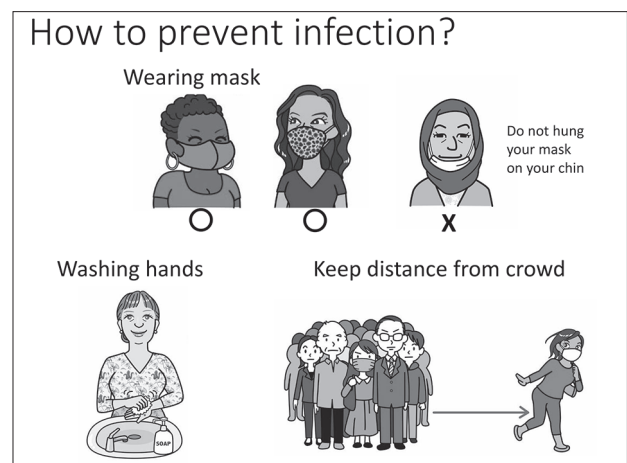 How to prevent infection?
Wearing mask
Do not hung
your mask
on your chin
O O X
Washing hands Keep distance from crowd
SOAP